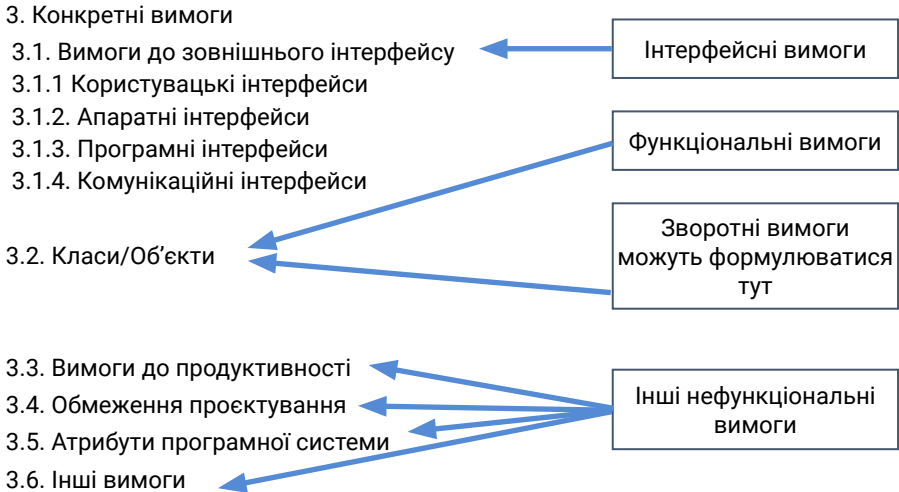 3. Конкретні вимоги
3.1. Вимоги до зовнішнього інтерфейсу
3.1.1 Користувацькі інтерфейси
3.1.2. Апаратні інтерфейси
3.1.3. Програмні інтерфейси
3.1.4. Комунікаційні інтерфейси
3.2. Класи/Об’єкти
3.3. Вимоги до продуктивності
3.4. Обмеження проєктування
3.5. Атрибути програмної системи
3.6. Інші вимоги
Інтерфейсні вимоги
Функціональні вимоги
Зворотні вимоги
можуть формулюватися
тут
Інші нефункціональні
вимоги